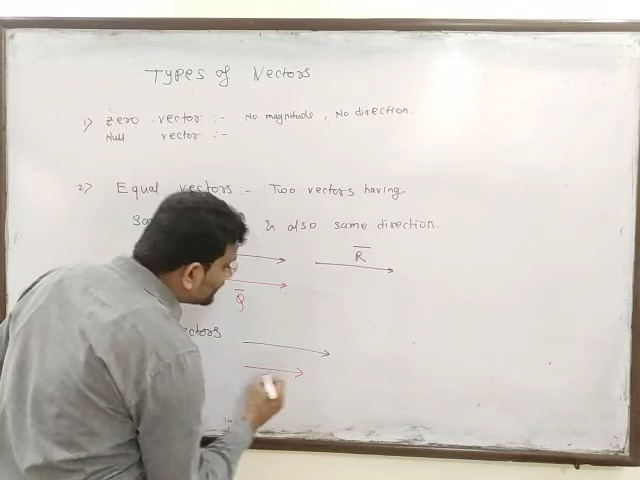 Types of Vectors
1) Zero vector :- No magnitude, No direction.
Null vector :-
2) Equal vectors :- Two vectors having
& also same direction.
R
Q